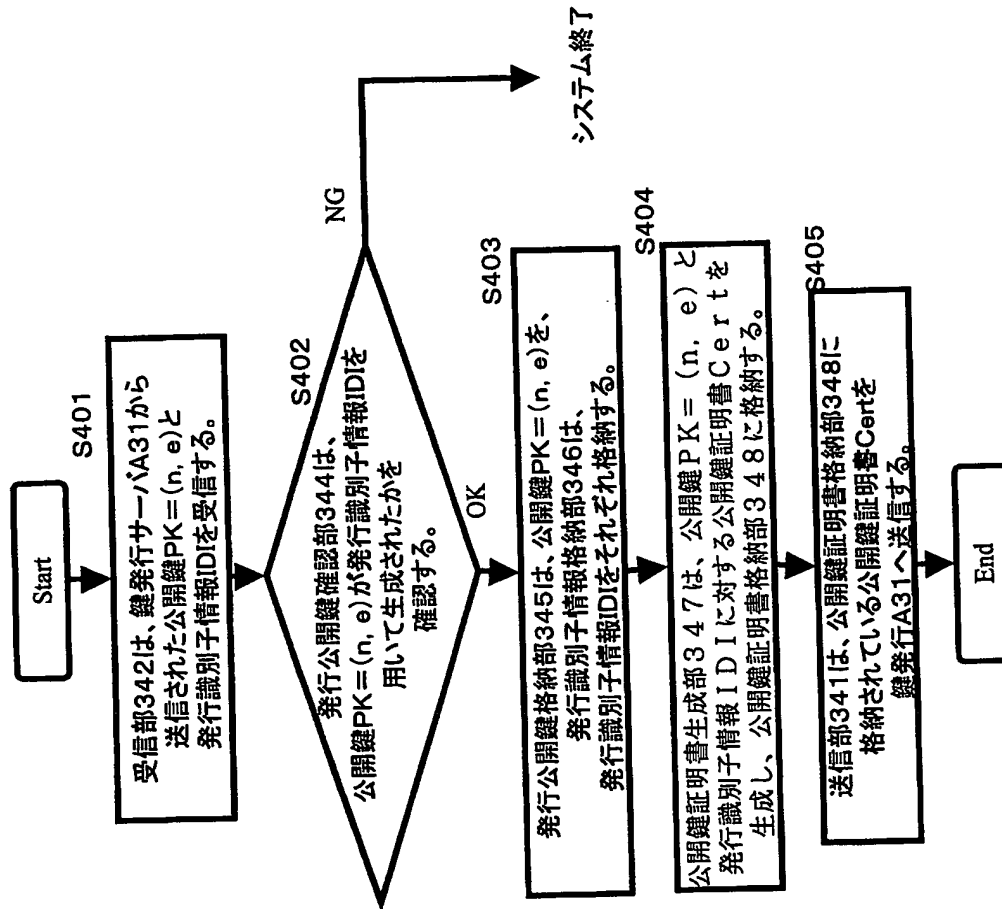 Start
S401
受信部342は、鍵発行サーバA31から
送信された公開鍵PK=(n, e)と
発行識別子情報IDIを受信する。
S402
発行公開鍵確認部344は、
公開鍵PK=(n, e)が発行識別子情報IDIを
用いて生成されたかを
確認する。
NG
システム終了
OK
S403
発行公開鍵格納部345は、公開鍵PK=(n, e)を、
発行識別子情報格納部346は、
発行識別子情報IDIをそれぞれ格納する。
S404
公開鍵証明書生成部347は、公開鍵PK=(n, e)と
発行識別子情報IDIに対する公開鍵証明書Certを
生成し、公開鍵証明書格納部348に格納する。
S405
送信部341は、公開鍵証明書格納部348に
格納されている公開鍵証明書Certを
鍵発行A31へ送信する。
End